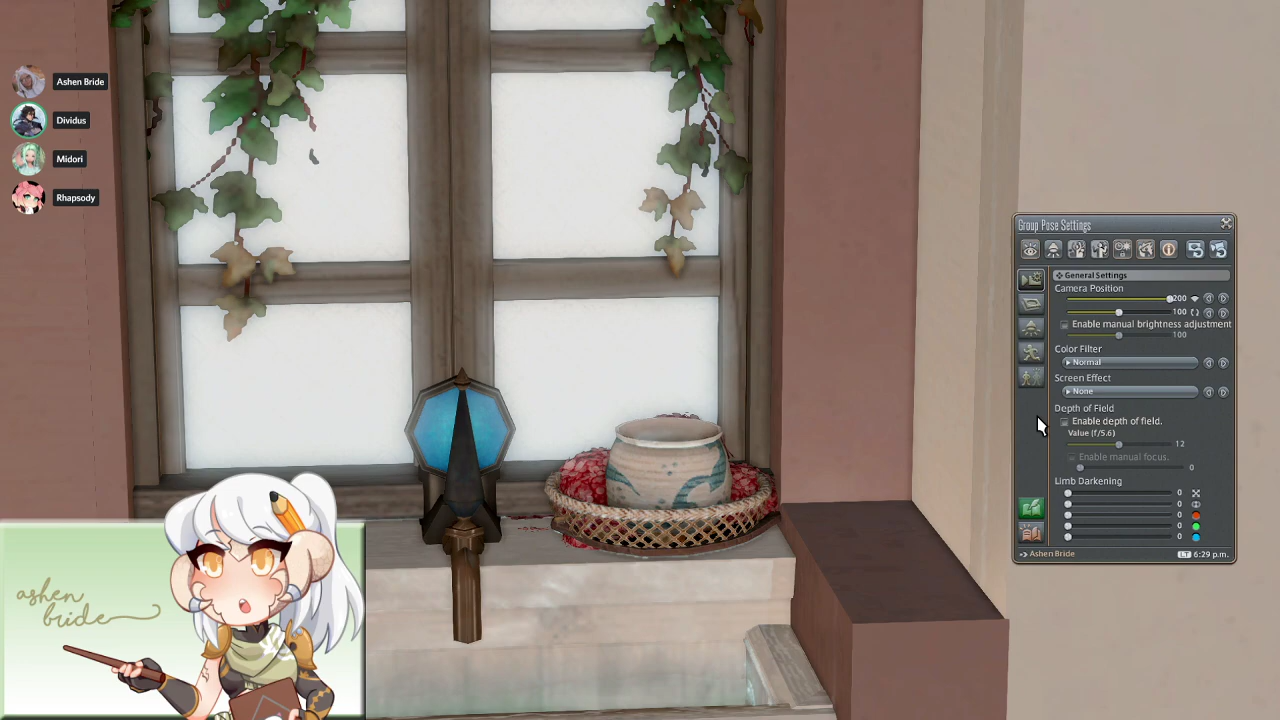 Ashen Bride
Dividus
Midori
Rhapsody
Group Pose Settings
General Settings
Camera Position
200
100
Enable manual brightness adjustment
100
Color Filter
Normal
Screen Effect
None
Depth of Field
Enable depth of field.
Value (f/5.6)
12
Enable manual focus.
0
Limb Darkening
0
0
0
0
0
Ashen Bride
LT 6:29 p.m.
ashen
bride